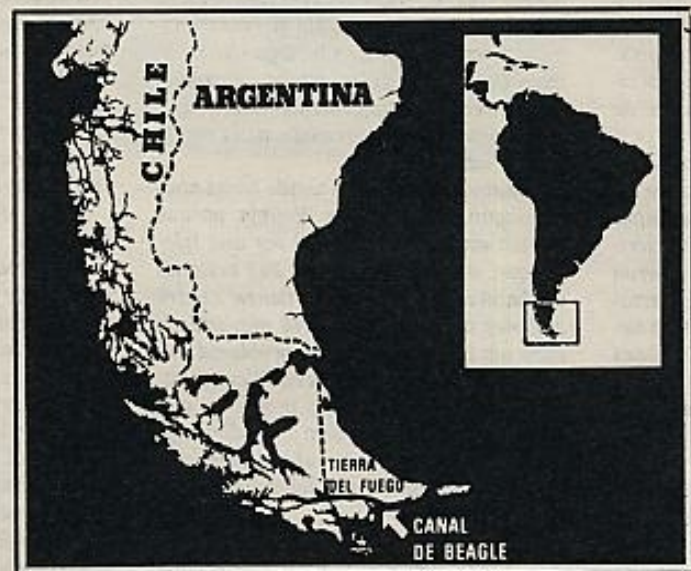 CHILE
ARGENTINA
TIERRA
DEL FUEGO
CANAL
DE BEAGLE